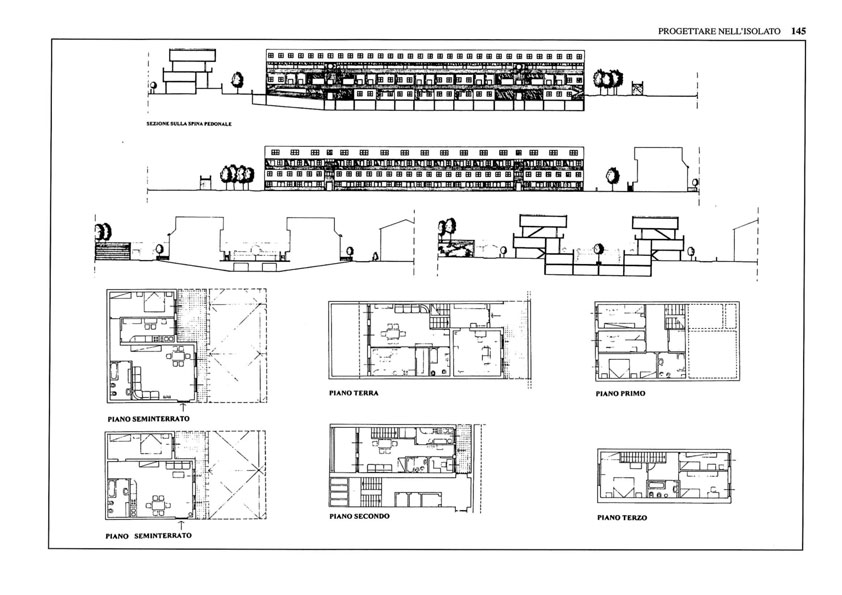 PROGETTARE NELL'ISOLATO 145
SEZIONE SULLA SPINA PEDONALE
PIANO SEMINTERRATO
PIANO TERRA
PIANO PRIMO
PIANO SEMINTERRATO
PIANO SECONDO
PIANO TERZO